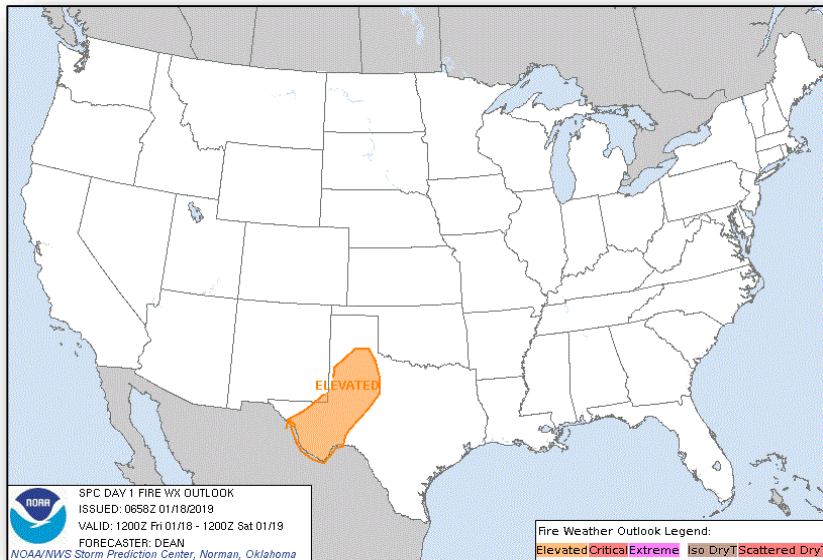 ELEVATED
NOAA
SPC DAY 1 FIRE WX OUTLOOK
ISSUED: 0658Z 01/18/2019
VALID: 1200Z Fri 01/18 - 1200Z Sat 01/19
FORECASTER: DEAN
NOAA/NWS Storm Prediction Center, Norman, Oklahoma
Fire Weather Outlook Legend:
Elevated Critical Extreme Iso DryT Scattered DryT